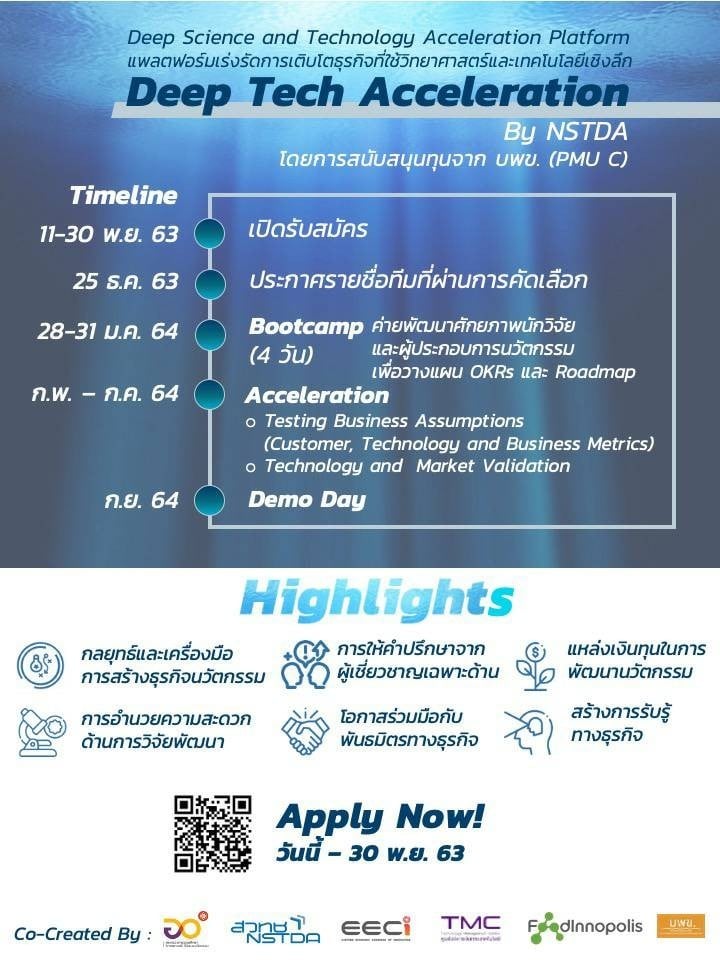 Deep Science and Technology Acceleration Platform
แพลตฟอร์มเร่งรัดการเติบโตธุรกิจที่ใช้วิทยาศาสตร์และเทคโนโลยีเชิงลึก
Deep Tech Acceleration
By NSTDA
โดยการสนับสนุนทุนจาก บพข. (PMU C)
Timeline
11-30 พ.ย. 63 เปิดรับสมัคร
25 ธ.ค. 63 ประกาศรายชื่อทีมที่ผ่านการคัดเลือก
28-31 ม.ค. 64 Bootcamp ค่ายพัฒนาศักยภาพนักวิจัย
(4 วัน) และผู้ประกอบการนวัตกรรม
เพื่อวางแผน OKRs และ Roadmap
ก.พ. – ก.ค. 64 Acceleration
Testing Business Assumptions
(Customer, Technology and Business Metrics)
Technology and Market Validation
ก.ย. 64 Demo Day
Highlights
กลยุทธ์และเครื่องมือ
การสร้างธุรกิจนวัตกรรม
การให้คำปรึกษาจาก
ผู้เชี่ยวชาญเฉพาะด้าน
แหล่งเงินทุนในการ
พัฒนานวัตกรรม
การอำนวยความสะดวก
ด้านการวิจัยพัฒนา
โอกาสร่วมมือกับ
พันธมิตรทางธุรกิจ
สร้างการรับรู้
ทางธุรกิจ
Apply Now!
วันนี้ – 30 พ.ย. 63
Co-Created By :
สวทช
NSTDA
EECi
TMC
FoodInnopolis
บพข.